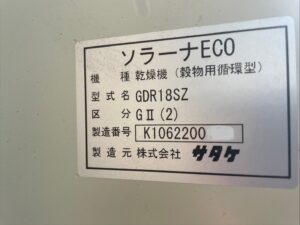 ソラーナECO
機種 乾燥機(穀物用循環型)
型式名 GDR18SZ
区分 GⅡ(2)
製造番号 K1062200
製造元 株式会社 サタケ